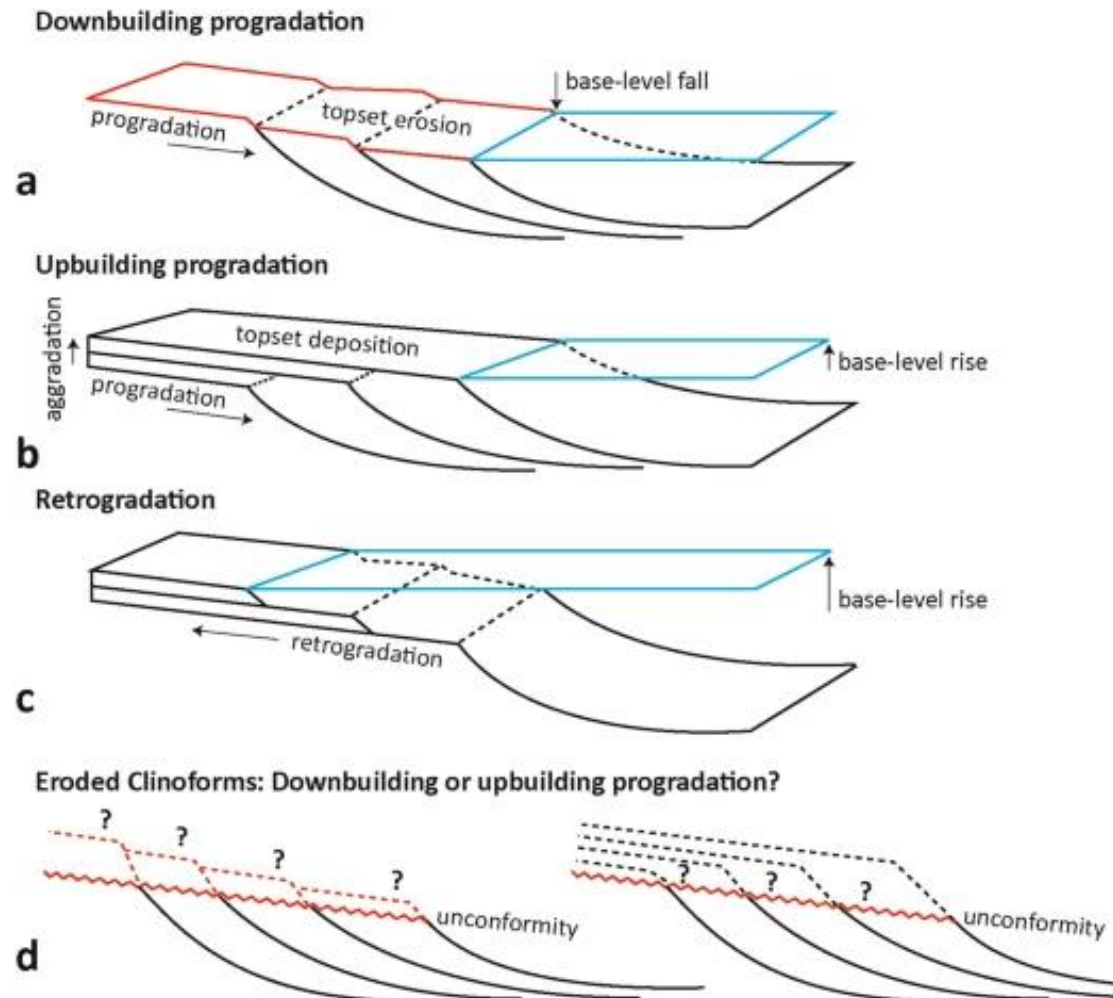 Downbuilding progradation
base-level fall
topset erosion
progradation
a
Upbuilding progradation
aggradation
topset deposition
base-level rise
progradation
b
Retrogradation
base-level rise
retrogradation
c
Eroded Clinoforms: Downbuilding or upbuilding progradation?
? ? ? ?
? ? ?
unconformity
unconformity
d